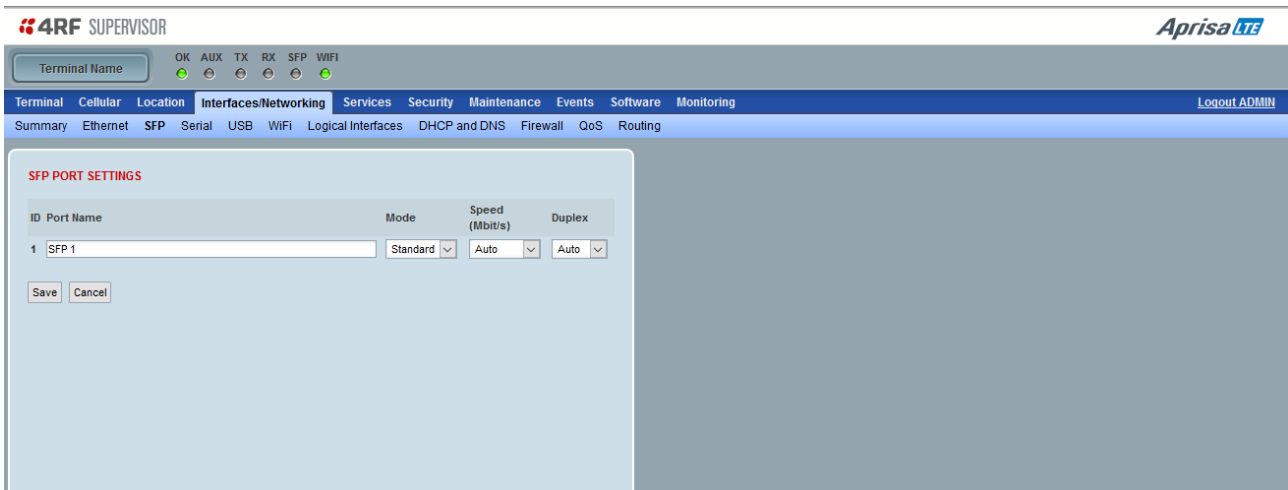 4RF SUPERVISOR
Aprisa LTE
Terminal Name
OK AUX TX RX SFP WIFI
Terminal Cellular Location Interfaces/Networking Services Security Maintenance Events Software Monitoring Logout ADMIN
Summary Ethernet SFP Serial USB WiFi Logical Interfaces DHCP and DNS Firewall QoS Routing
SFP PORT SETTINGS
ID Port Name Mode Speed (Mbit/s) Duplex
1 SFP 1 Standard Auto Auto
Save Cancel